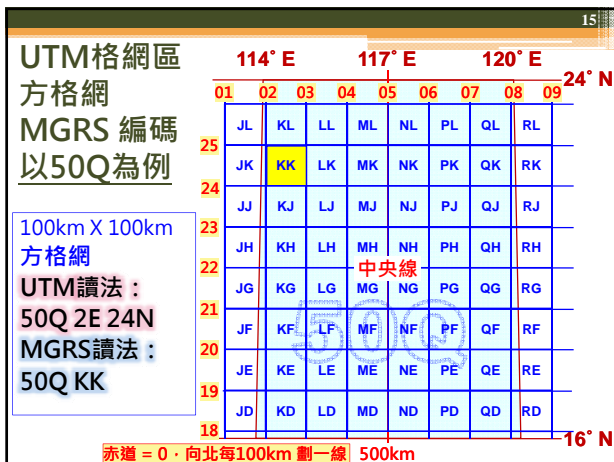 15
UTM格網區
方格網
MGRS 編碼
以50Q為例
100km X 100km
方格網
UTM讀法：
50Q 2E 24N
MGRS讀法：
50Q KK
114° E 117° E 120° E
24° N
01 02 03 04 05 06 07 08 09
JL KL LL ML NL PL QL RL
25
JK KK LK MK NK PK QK RK
24
JJ KJ LJ MJ NJ PJ QJ RJ
23
JH KH LH MH NH PH QH RH
22
中央線
JG KG LG MG NG PG QG RG
21
50Q
JF KF LF MF NF PF QF RF
20
JE KE LE ME NE PE QE RE
19
JD KD LD MD ND PD QD RD
18
16° N
赤道 = 0，向北每100km 劃一線 500km